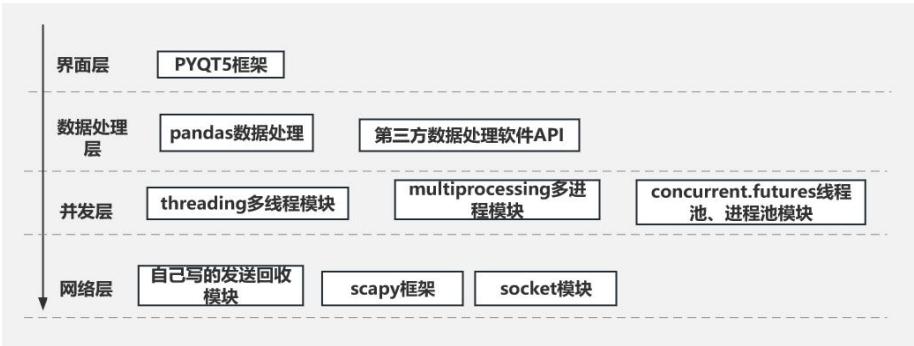 界面层
PYQT5框架
数据处理
层
pandas数据处理
第三方数据处理软件API
并发层
threading多线程模块
multiprocessing多进
程模块
concurrent.futures线程
池、进程池模块
网络层
自己写的发送回收
模块
scapy框架
socket模块